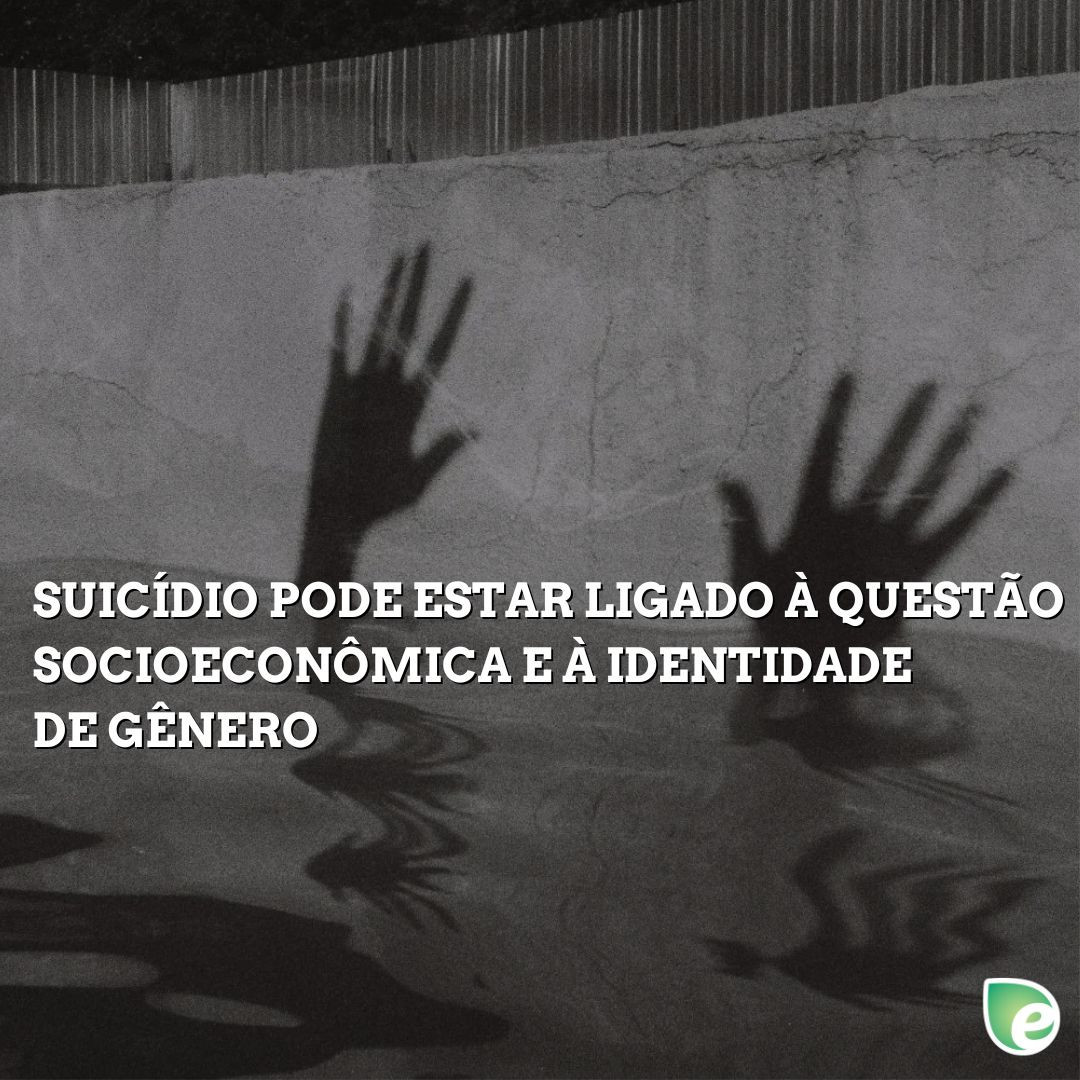 SUICÍDIO PODE ESTAR LIGADO À QUESTÃO
SOCIOECONÔMICA E À IDENTIDADE
DE GÊNERO
e